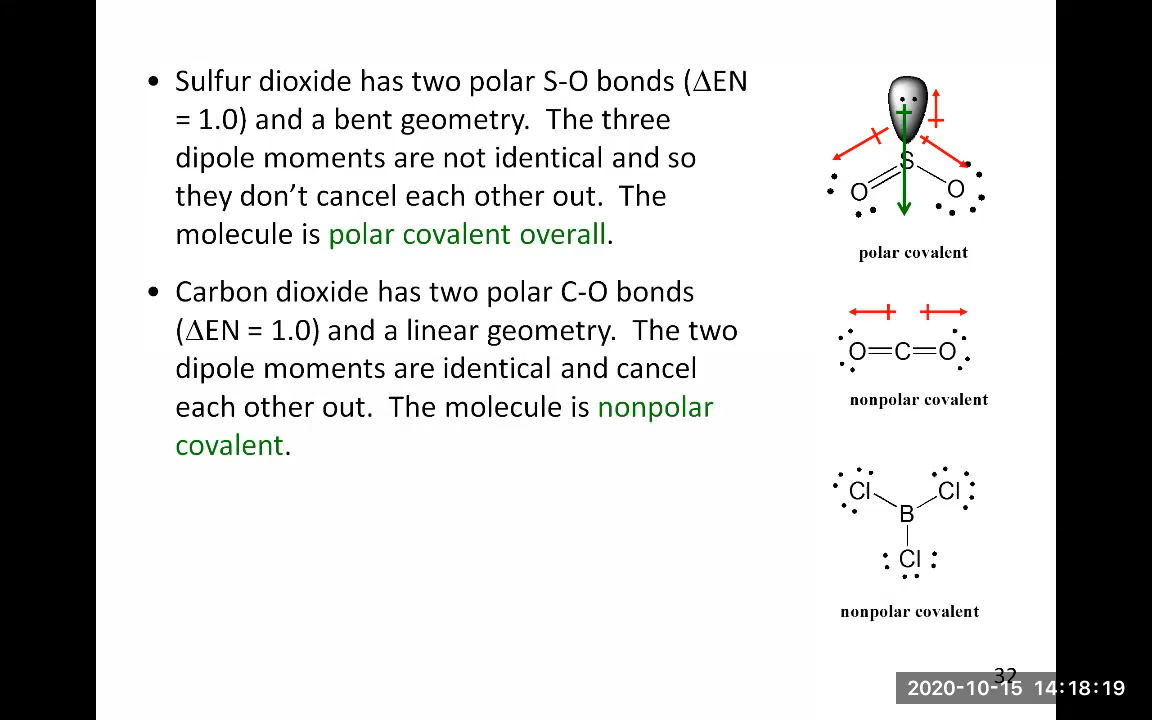 • Sulfur dioxide has two polar S-O bonds (ΔEN
= 1.0) and a bent geometry.  The three
dipole moments are not identical and so
they don’t cancel each other out.  The
molecule is polar covalent overall.
• Carbon dioxide has two polar C-O bonds
(ΔEN = 1.0) and a linear geometry.  The two
dipole moments are identical and cancel
each other out.  The molecule is nonpolar
covalent.
S
O O
polar covalent
O=C=O
nonpolar covalent
Cl Cl
B
Cl
nonpolar covalent
32
2020-10-15 14:18:19